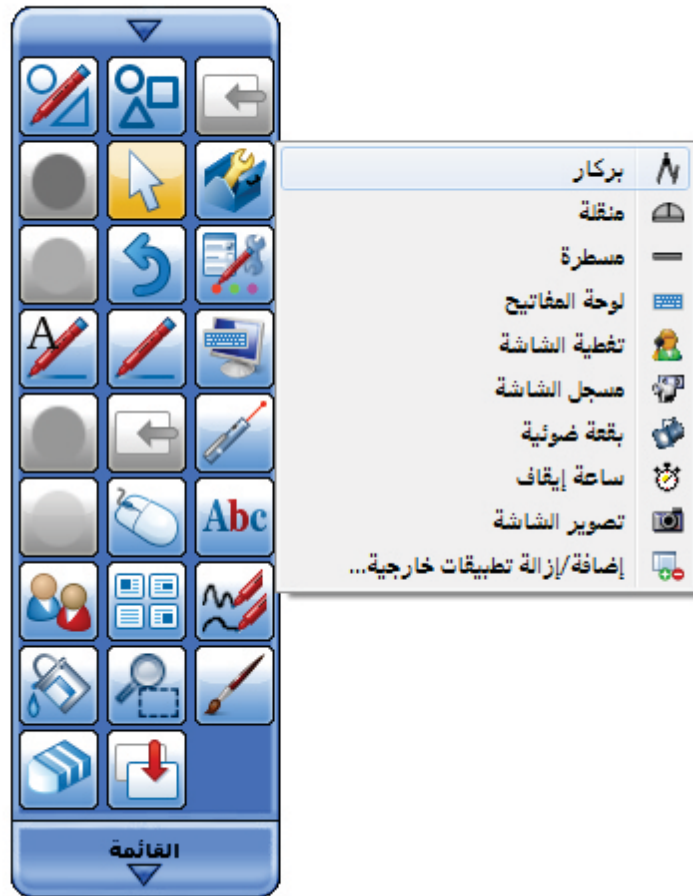 بركار
منقلة
مسطرة
لوحة المفاتيح
تغطية الشاشة
مسجل الشاشة
بقعة ضوئية
ساعة إيقاف
تصوير الشاشة
إضافة/إزالة تطبيقات خارجية...
A
Abc
القائمة